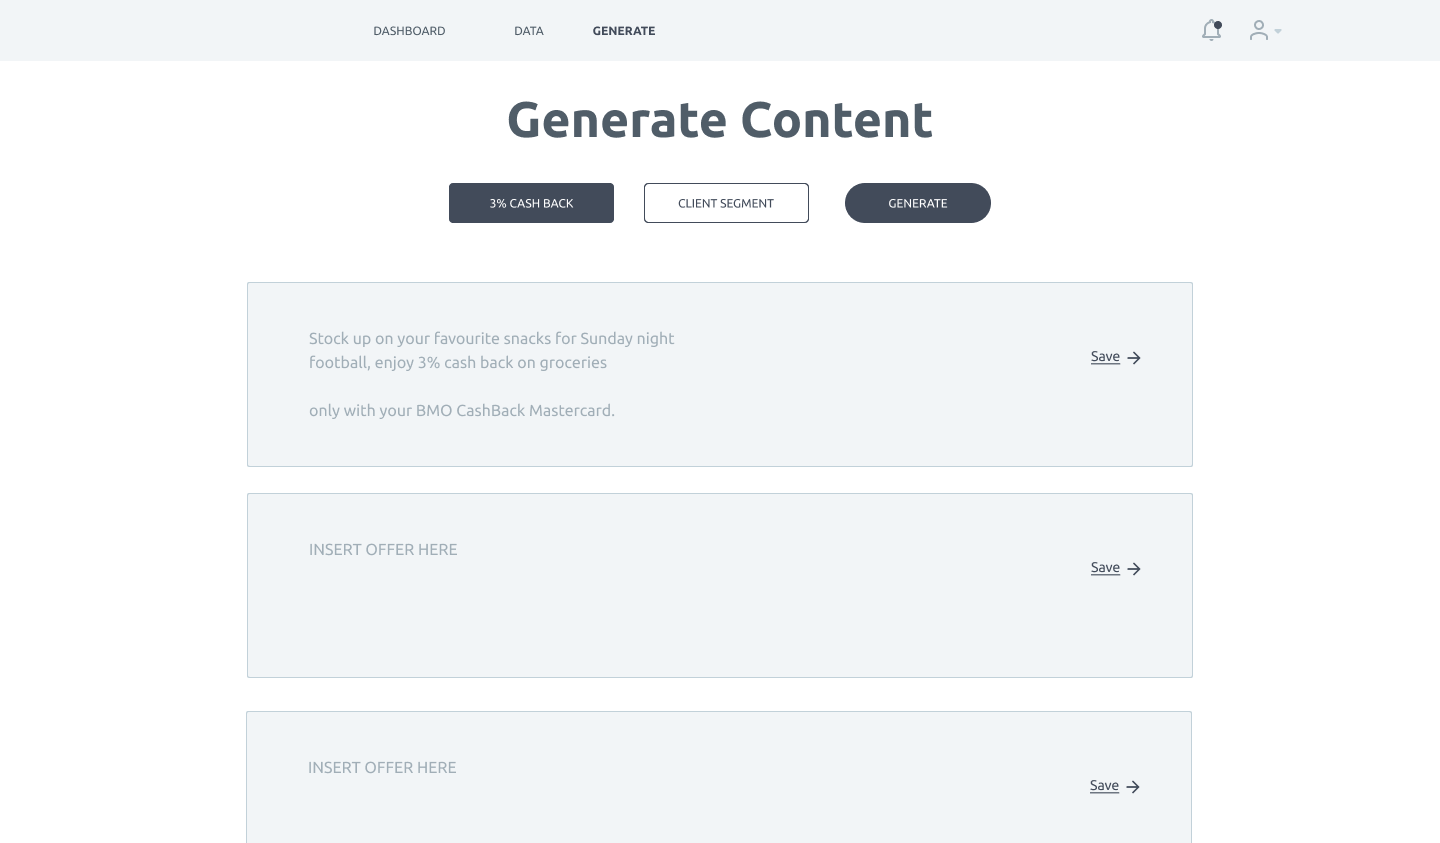 DASHBOARD DATA GENERATE
Generate Content
3% CASH BACK CLIENT SEGMENT GENERATE
Stock up on your favourite snacks for Sunday night
football, enjoy 3% cash back on groceries
Save
only with your BMO CashBack Mastercard.
INSERT OFFER HERE
Save
INSERT OFFER HERE
Save